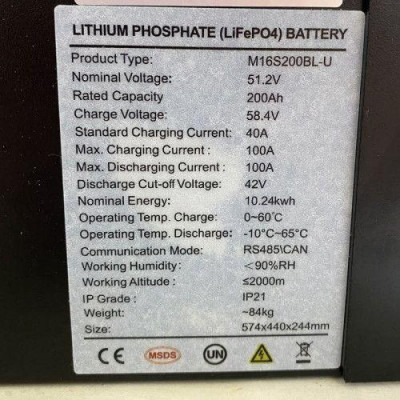 LITHIUM PHOSPHATE (LiFePO4) BATTERY
Product Type: M16S200BL-U
Nominal Voltage: 51.2V
Rated Capacity 200Ah
Charge Voltage: 58.4V
Standard Charging Current: 40A
Max. Charging Current : 100A
Max. Discharging Current : 100A
Discharge Cut-off Voltage: 42V
Nominal Energy: 10.24kwh
Operating Temp. Charge: 0~60℃
Operating Temp. Discharge: -10℃~65℃
Communication Mode: RS485\CAN
Working Humidity: <90%RH
Working Altitude : ≤2000m
IP Grade : IP21
Weight: ~84kg
Size: 574x440x244mm
CE MSDS UN